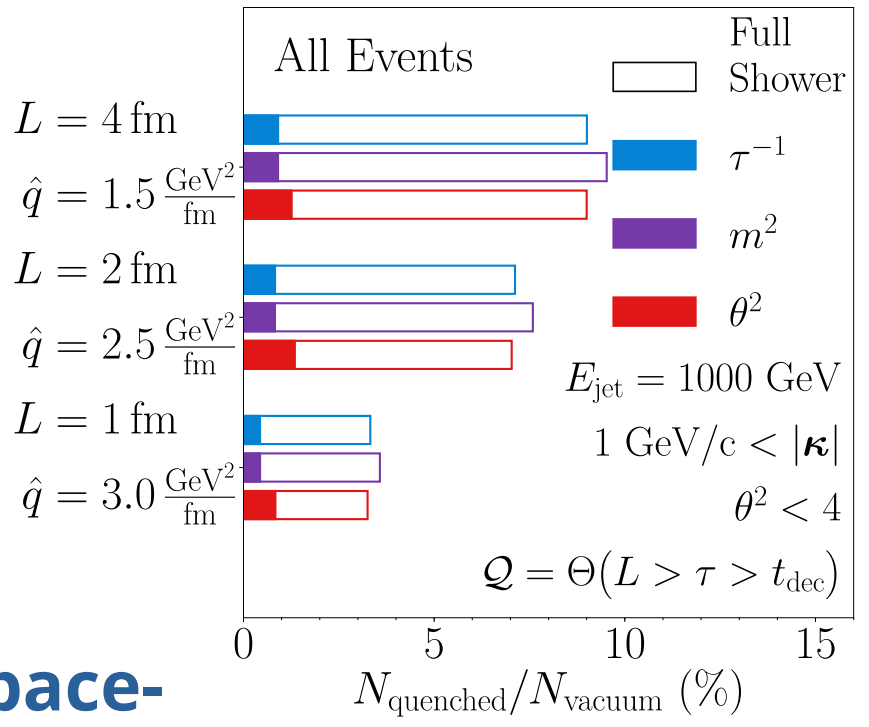 All Events
Full
Shower
τ⁻¹
m²
θ²
L = 4 fm
q̂ = 1.5 GeV²/fm
L = 2 fm
q̂ = 2.5 GeV²/fm
L = 1 fm
q̂ = 3.0 GeV²/fm
E_jet = 1000 GeV
1 GeV/c < |κ|
θ² < 4
𝒬 = Θ(L > τ > t_dec)
0 5 10 15
N_quenched/N_vacuum (%)
pace-